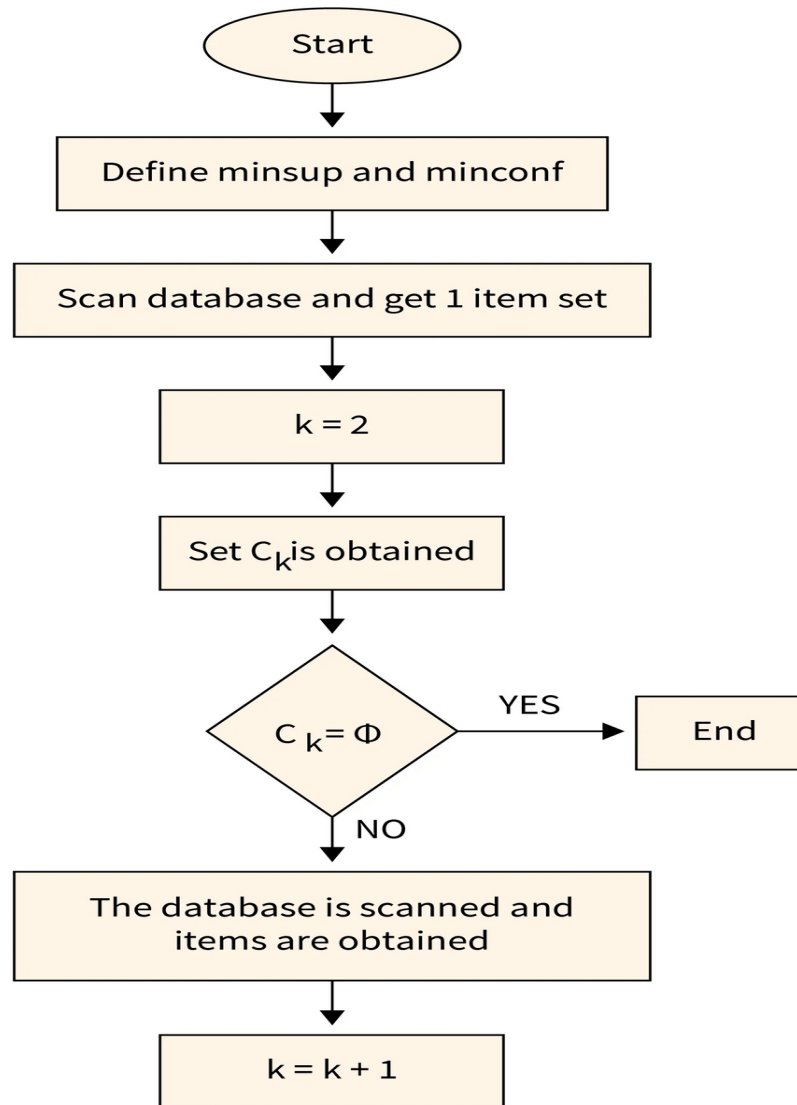 Start
Define minsup and minconf
Scan database and get 1 item set
k = 2
Set Ck is obtained
C k = Φ
YES
End
NO
The database is scanned and
items are obtained
k = k + 1